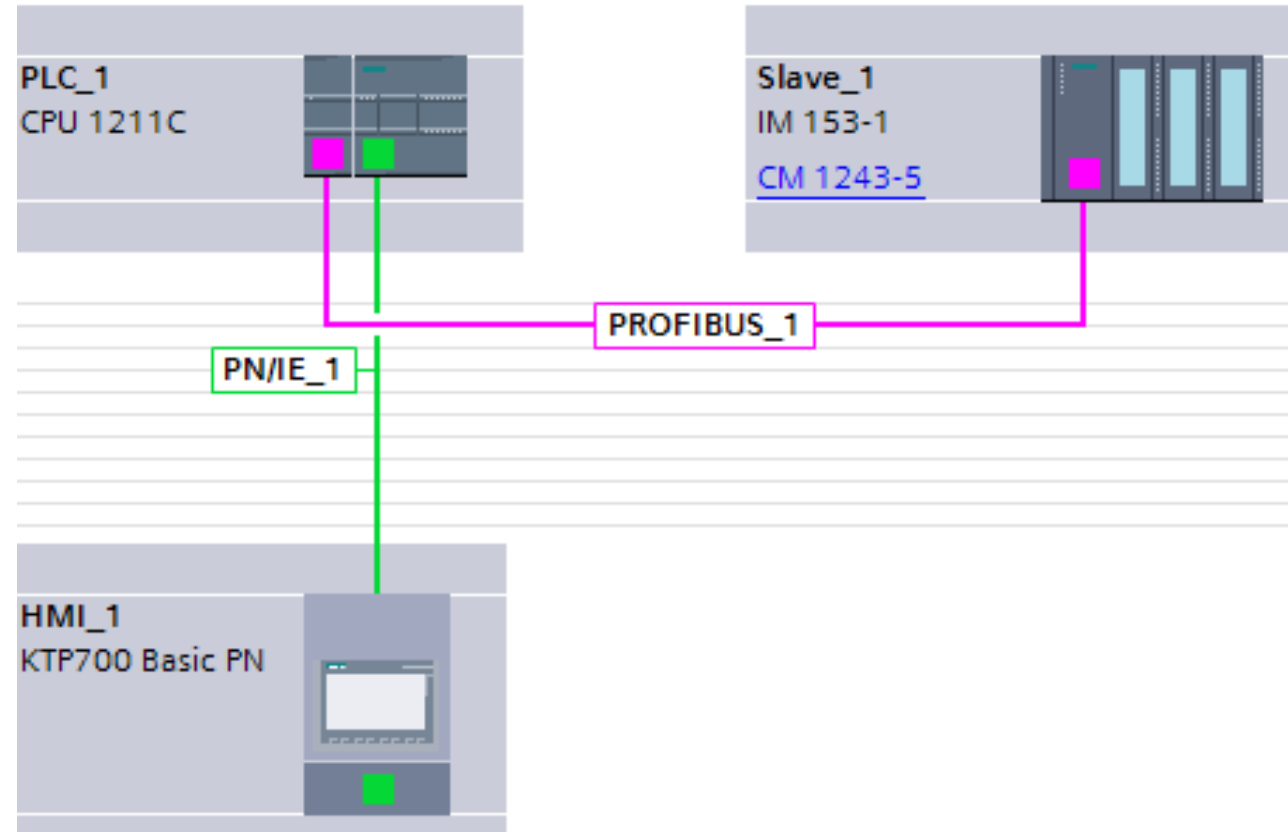 PLC_1
CPU 1211C
Slave_1
IM 153-1
CM 1243-5
PROFIBUS_1
PN/IE_1
HMI_1
KTP700 Basic PN